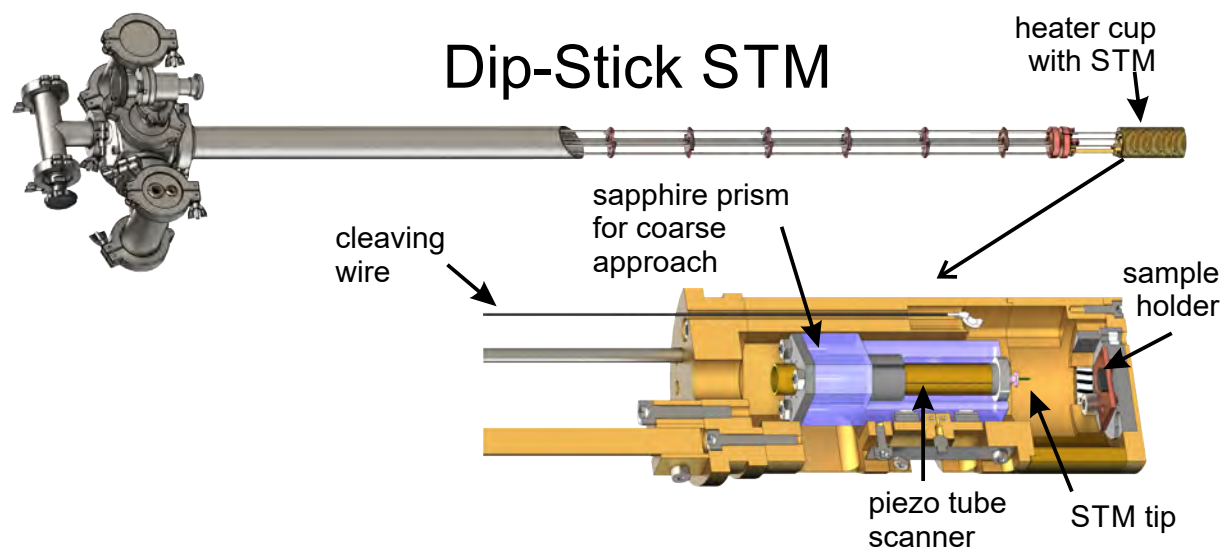 Dip-Stick STM
heater cup
with STM
sapphire prism
for coarse
approach
cleaving
wire
sample
holder
piezo tube
scanner
STM tip